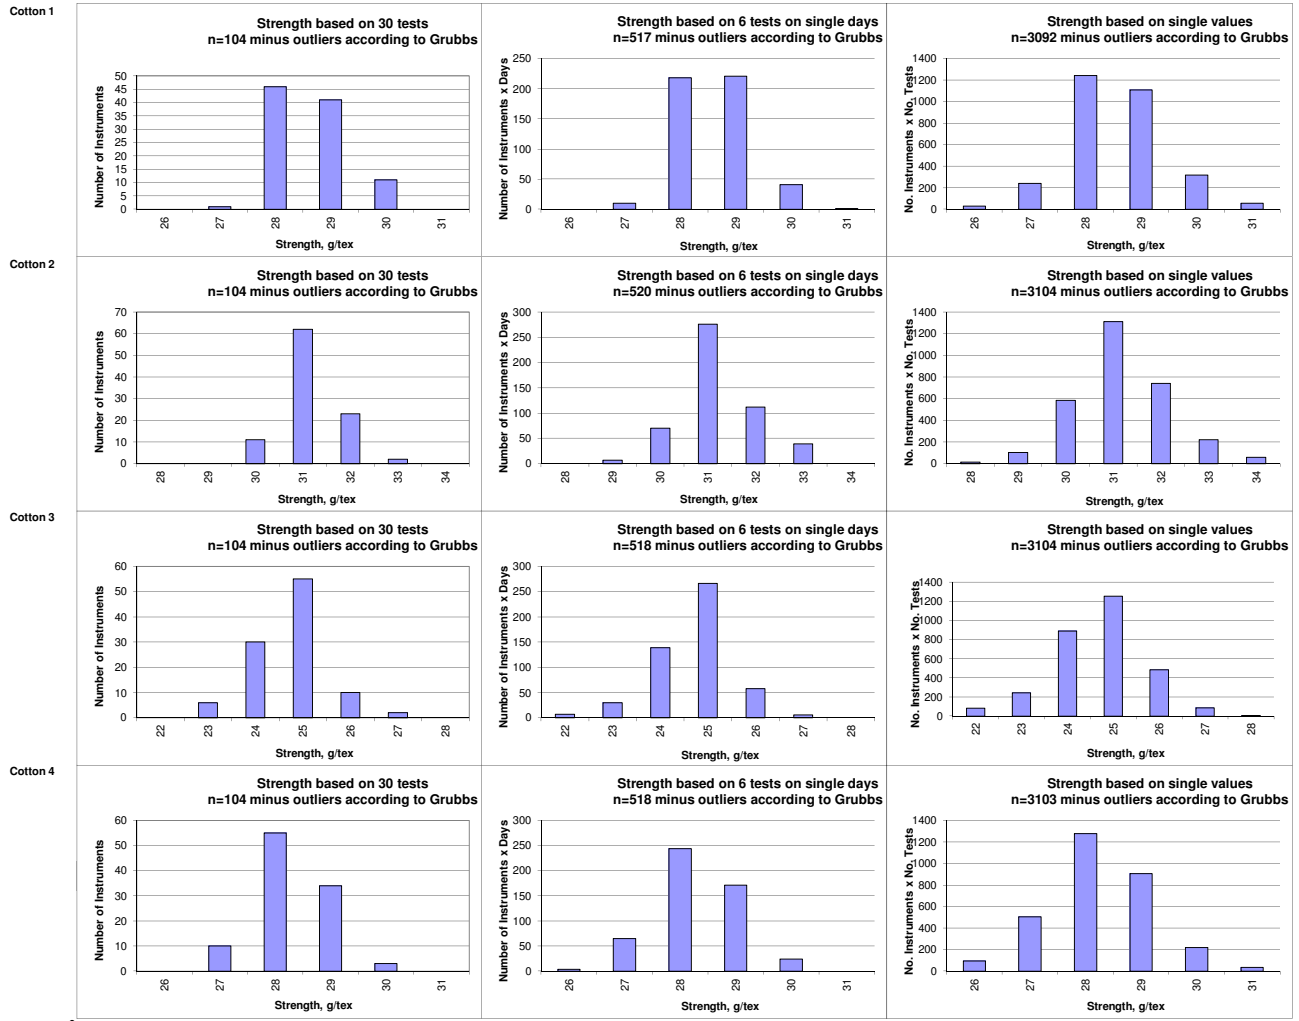 Cotton 1
Strength based on 30 tests
n=104 minus outliers according to Grubbs
50
45
40
35
30
25
20
15
10
5
0
Number of Instruments
26 27 28 29 30 31
Strength, g/tex
Strength based on 6 tests on single days
n=517 minus outliers according to Grubbs
250
200
150
100
50
0
Number of Instruments x Days
26 27 28 29 30 31
Strength, g/tex
Strength based on single values
n=3092 minus outliers according to Grubbs
1400
1200
1000
800
600
400
200
0
No. Instruments x No. Tests
26 27 28 29 30 31
Strength, g/tex
Cotton 2
Strength based on 30 tests
n=104 minus outliers according to Grubbs
70
60
50
40
30
20
10
0
Number of Instruments
28 29 30 31 32 33 34
Strength, g/tex
Strength based on 6 tests on single days
n=520 minus outliers according to Grubbs
300
250
200
150
100
50
0
Number of Instruments x Days
28 29 30 31 32 33 34
Strength, g/tex
Strength based on single values
n=3104 minus outliers according to Grubbs
1400
1200
1000
800
600
400
200
0
No. Instruments x No. Tests
28 29 30 31 32 33 34
Strength, g/tex
Cotton 3
Strength based on 30 tests
n=104 minus outliers according to Grubbs
60
50
40
30
20
10
0
Number of Instruments
22 23 24 25 26 27 28
Strength, g/tex
Strength based on 6 tests on single days
n=518 minus outliers according to Grubbs
300
250
200
150
100
50
0
Number of Instruments x Days
22 23 24 25 26 27 28
Strength, g/tex
Strength based on single values
n=3104 minus outliers according to Grubbs
1400
1200
1000
800
600
400
200
0
No. Instruments x No. Tests
22 23 24 25 26 27 28
Strength, g/tex
Cotton 4
Strength based on 30 tests
n=104 minus outliers according to Grubbs
60
50
40
30
20
10
0
Number of Instruments
26 27 28 29 30 31
Strength, g/tex
Strength based on 6 tests on single days
n=518 minus outliers according to Grubbs
300
250
200
150
100
50
0
Number of Instruments x Days
26 27 28 29 30 31
Strength, g/tex
Strength based on single values
n=3103 minus outliers according to Grubbs
1400
1200
1000
800
600
400
200
0
No. Instruments x No. Tests
26 27 28 29 30 31
Strength, g/tex